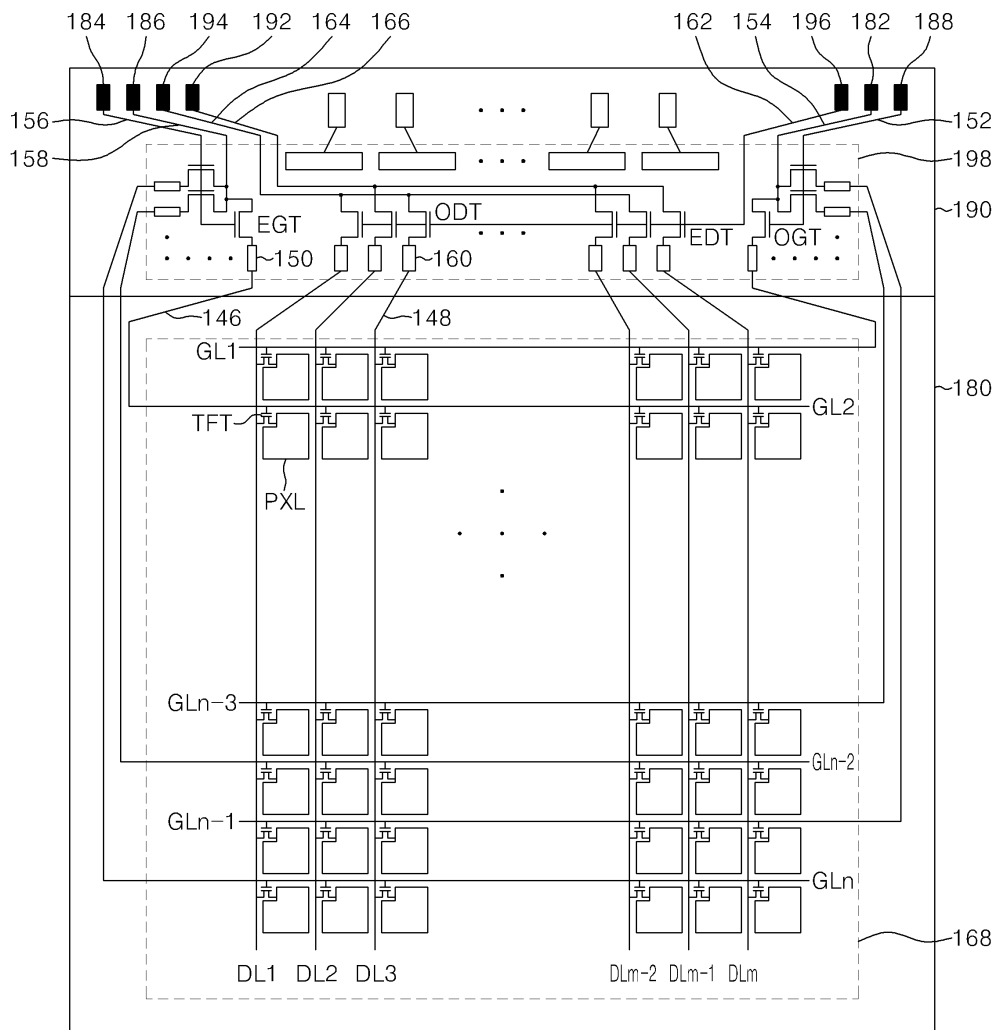 184 186 194 192 164 166 162 154 196 182 188
156 152
158 198
190
EGT ODT EDT OGT
150 160
146 148
GL1
180
TFT GL2
PXL
GLn-3
GLn-2
GLn-1
GLn
168
DL1 DL2 DL3 DLm-2 DLm-1 DLm